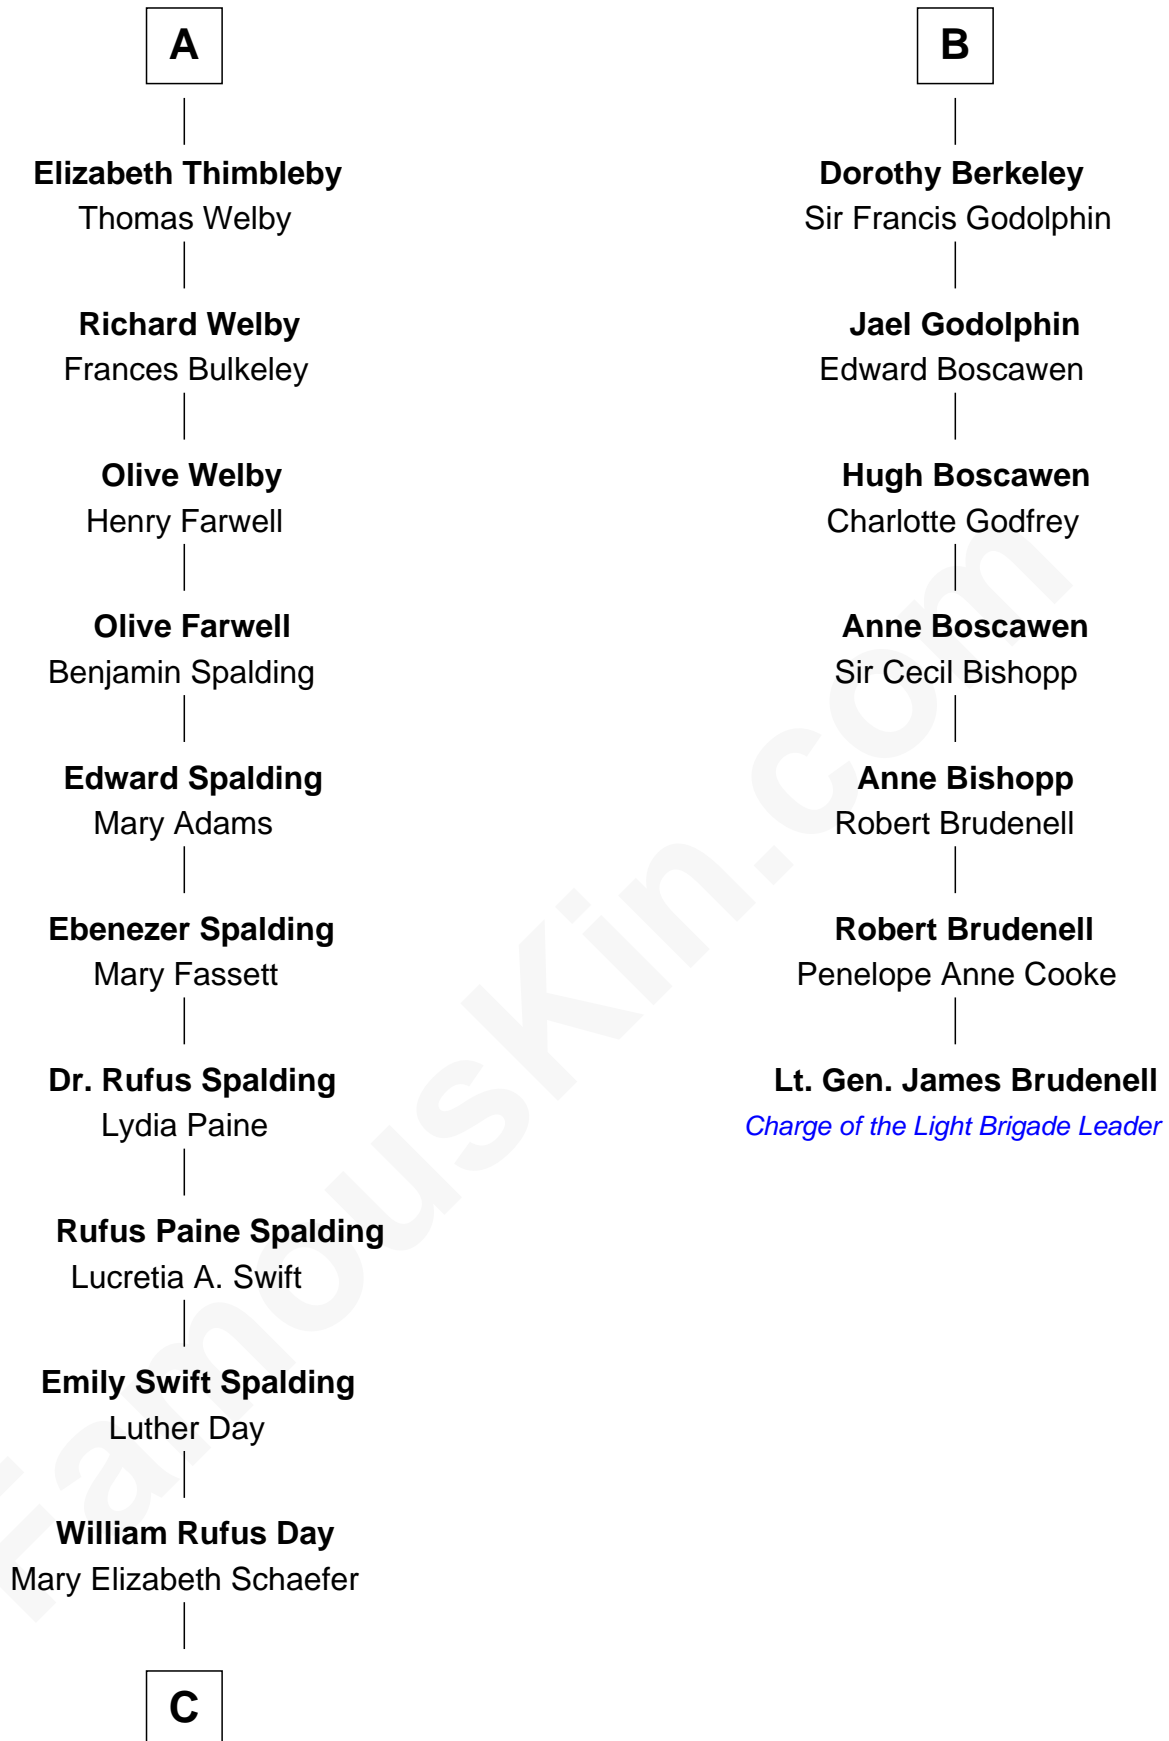 A
Elizabeth Thimbleby
Thomas Welby
Richard Welby
Frances Bulkeley
Olive Welby
Henry Farwell
Olive Farwell
Benjamin Spalding
Edward Spalding
Mary Adams
Ebenezer Spalding
Mary Fassett
Dr. Rufus Spalding
Lydia Paine
Rufus Paine Spalding
Lucretia A. Swift
Emily Swift Spalding
Luther Day
William Rufus Day
Mary Elizabeth Schaefer
C
B
Dorothy Berkeley
Sir Francis Godolphin
Jael Godolphin
Edward Boscawen
Hugh Boscawen
Charlotte Godfrey
Anne Boscawen
Sir Cecil Bishopp
Anne Bishopp
Robert Brudenell
Robert Brudenell
Penelope Anne Cooke
Lt. Gen. James Brudenell
Charge of the Light Brigade Leader
FamousKin.com